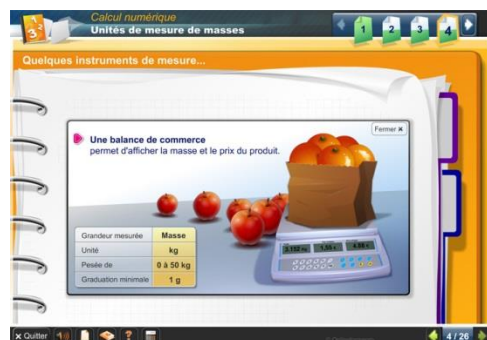 3e
Calcul numérique
Unités de mesure de masses
1 2 3 4
Quelques instruments de mesure...
Fermer ×
Une balance de commerce
permet d'afficher la masse et le prix du produit.
Grandeur mesurée Masse
Unité kg
Pesée de 0 à 50 kg
Graduation minimale 1 g
× Quitter ? 4 / 26